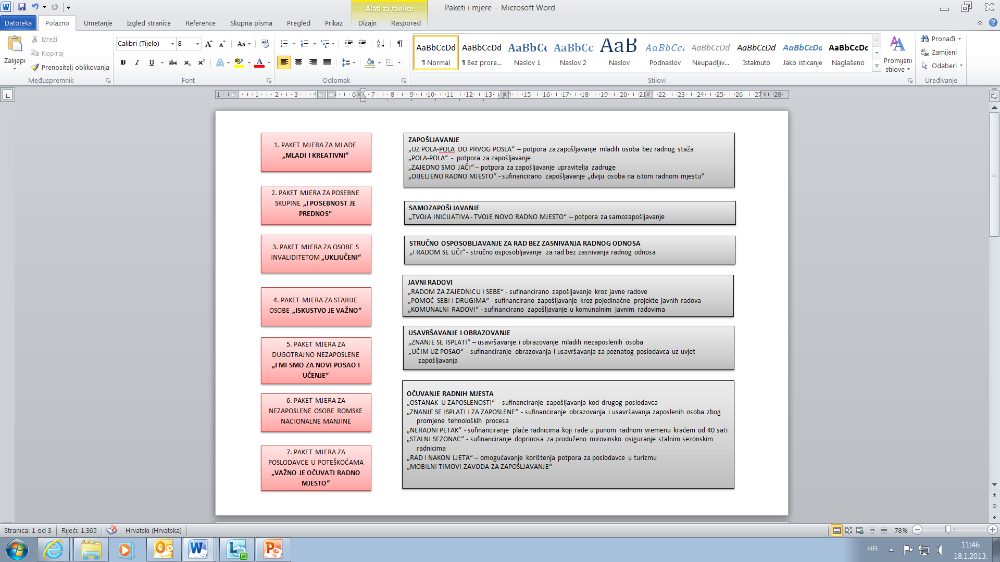 Paketi i mjere - Microsoft Word
Alati za tablice
Datoteka
Polazno
Umetanje
Izgled stranice
Reference
Skupna pisma
Pregled
Prikaz
Dizajn
Raspored
Zalijepi
Izreži
Kopiraj
Prenositelj oblikovanja
Međuspremnik
Calibri (Tijelo)
8
Font
Odlomak
AaBbCcDd
¶ Normal
AaBbCcDd
¶ Bez prore...
AaBbCc
Naslov 1
AaBbCc
Naslov 2
AaB
Naslov
AaBbCcI
Podnaslov
AaBbCcDd
Neupadljiv...
AaBbCcDd
Istaknuto
AaBbCcDd
Jako isticanje
AaBbCcDc
Naglašeno
Stilovi
Promijeni
stilove
Pronađi
Zamijeni
Odaberi
Uređivanje
1. PAKET MJERA ZA MLADE
„MLADI I KREATIVNI“
2. PAKET MJERA ZA POSEBNE
SKUPINE „I POSEBNOST JE
PREDNOS“
3. PAKET MJERA ZA OSOBE S
INVALIDITETOM „UKLJUČENI“
4. PAKET MJERA ZA STARIJE
OSOBE „ISKUSTVO JE VAŽNO“
5. PAKET MJERA ZA
DUGOTRAJNO NEZAPOSLENE
„I MI SMO ZA NOVI POSAO I
UČENJE“
6. PAKET MJERA ZA
NEZAPOSLENE OSOBE ROMSKE
NACIONALNE MANJINE
7. PAKET MJERA ZA
POSLODAVCE U POTEŠKOĆAMA
„VAŽNO JE OČUVATI RADNO
MJESTO“
ZAPOŠLJAVANJE
„UZ POLA-POLA DO PRVOG POSLA“ – potpora za zapošljavanje mladih osoba bez radnog staža
„POLA-POLA“ - potpora za zapošljavanje
„ZAJEDNO SMO JAČI“ – potpora za zapošljavanje upravitelja zadruge
„DIJELJENO RADNO MJESTO“ - sufinancirano zapošljavanje „dviju osoba na istom radnom mjestu“
SAMOZAPOŠLJAVANJE
„TVOJA INICIJATIVA - TVOJE NOVO RADNO MJESTO“ – potpora za samozapošljavanje
STRUČNO OSPOSOBLJAVANJE ZA RAD BEZ ZASNIVANJA RADNOG ODNOSA
„I RADOM SE UČI“ - stručno osposobljavanje za rad bez zasnivanja radnog odnosa
JAVNI RADOVI
„RADOM ZA ZAJEDNICU I SEBE“ - sufinancirano zapošljavanje kroz javne radove
„POMOĆ SEBI I DRUGIMA“ - sufinancirano zapošljavanje kroz pojedinačne projekte javnih radova
„KOMUNALNI RADOVI“ - sufinancirano zapošljavanje u komunalnim javnim radovima
USAVRŠAVANJE I OBRAZOVANJE
„ZNANJE SE ISPLATI“ – usavršavanje i obrazovanje mladih nezaposlenih osoba
„UČIM UZ POSAO“ - sufinanciranje obrazovanja i usavršavanja za poznatog poslodavca uz uvjet
zapošljavanja
OČUVANJE RADNIH MJESTA
„OSTANAK U ZAPOSLENOSTI“ - sufinanciranje zapošljavanja kod drugog poslodavca
„ZNANJE SE ISPLATI I ZA ZAPOSLENE“ - sufinanciranje obrazovanja i usavršavanja zaposlenih osoba zbog
promjene tehnoloških procesa
„NERADNI PETAK“ - sufinanciranje plaće radnicima koji rade u punom radnom vremenu kraćem od 40 sati
„STALNI SEZONAC“ - sufinanciranje doprinosa za produženo mirovinsko osiguranje stalnim sezonskim
radnicima
„RAD I NAKON LJETA“ – omogućavanje korištenja potpora za poslodavce u turizmu
„MOBILNI TIMOVI ZAVODA ZA ZAPOŠLJAVANJE“
Stranica: 1 od 3
Riječi: 1.365
Hrvatski (Hrvatska)
78%
HR
11:46
18.1.2013.